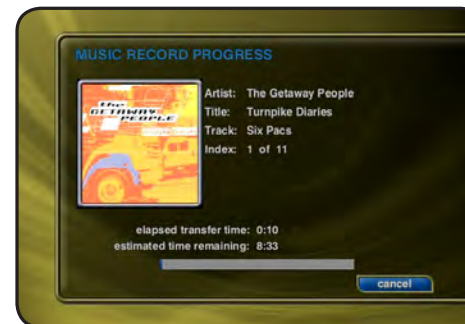 MUSIC RECORD PROGRESS
the
GETAWAY
PEOPLE
Artist: The Getaway People
Title: Turnpike Diaries
Track: Six Pacs
Index: 1 of 11
elapsed transfer time: 0:10
estimated time remaining: 8:33
cancel